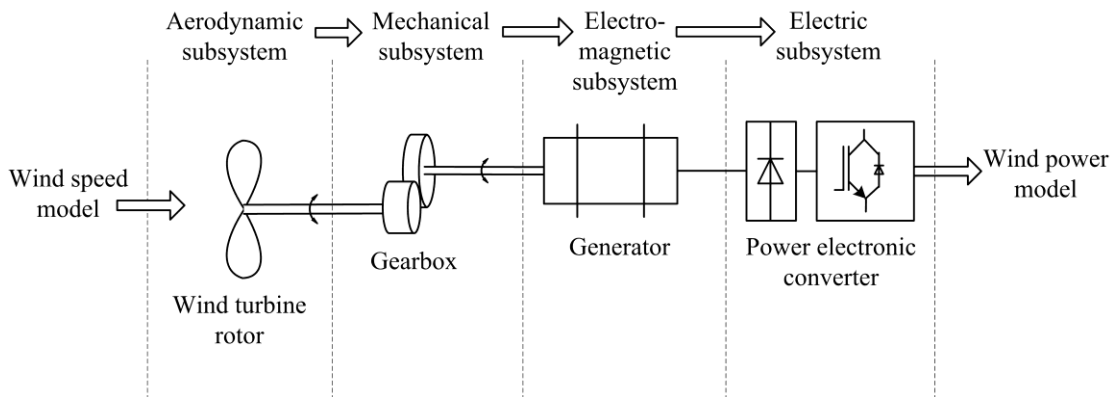 Aerodynamic
subsystem
Mechanical
subsystem
Electro-
magnetic
subsystem
Electric
subsystem
Wind speed
model
Wind turbine
rotor
Gearbox
Generator
Power electronic
converter
Wind power
model